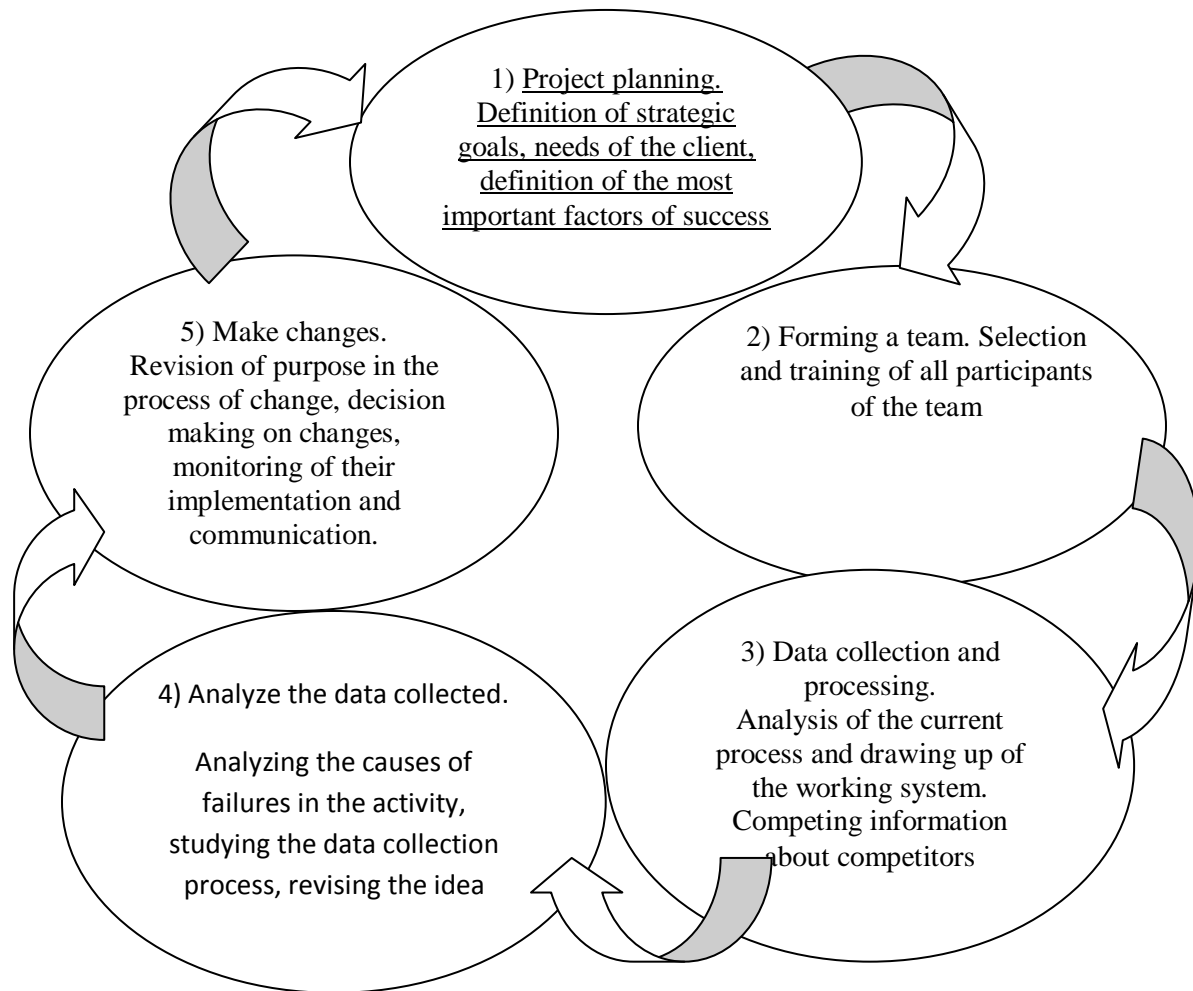 1) Project planning.
Definition of strategic
goals, needs of the client,
definition of the most
important factors of success
2) Forming a team. Selection
and training of all participants
of the team
3) Data collection and
processing.
Analysis of the current
process and drawing up of
the working system.
Competing information
about competitors
4) Analyze the data collected.
Analyzing the causes of
failures in the activity,
studying the data collection
process, revising the idea
5) Make changes.
Revision of purpose in the
process of change, decision
making on changes,
monitoring of their
implementation and
communication.